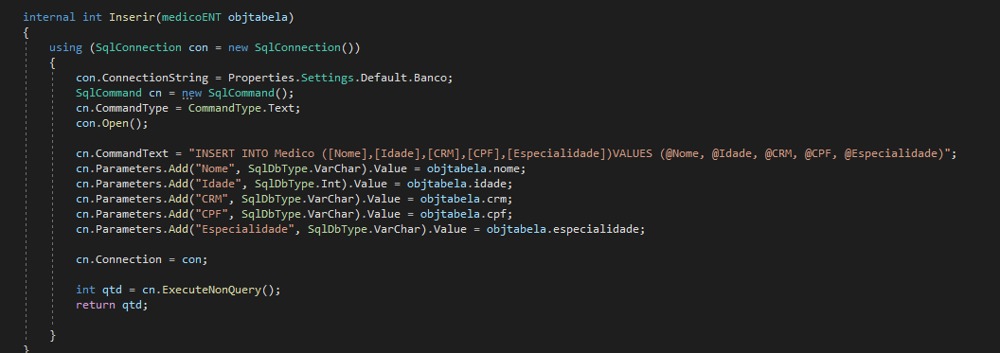 internal int Inserir(medicoENT objtabela)
{
using (SqlConnection con = new SqlConnection())
{
con.ConnectionString = Properties.Settings.Default.Banco;
SqlCommand cn = new SqlCommand();
cn.CommandType = CommandType.Text;
con.Open();
cn.CommandText = "INSERT INTO Medico ([Nome],[Idade],[CRM],[CPF],[Especialidade])VALUES (@Nome, @Idade, @CRM, @CPF, @Especialidade)";
cn.Parameters.Add("Nome", SqlDbType.VarChar).Value = objtabela.nome;
cn.Parameters.Add("Idade", SqlDbType.Int).Value = objtabela.idade;
cn.Parameters.Add("CRM", SqlDbType.VarChar).Value = objtabela.crm;
cn.Parameters.Add("CPF", SqlDbType.VarChar).Value = objtabela.cpf;
cn.Parameters.Add("Especialidade", SqlDbType.VarChar).Value = objtabela.especialidade;
cn.Connection = con;
int qtd = cn.ExecuteNonQuery();
return qtd;
}
}